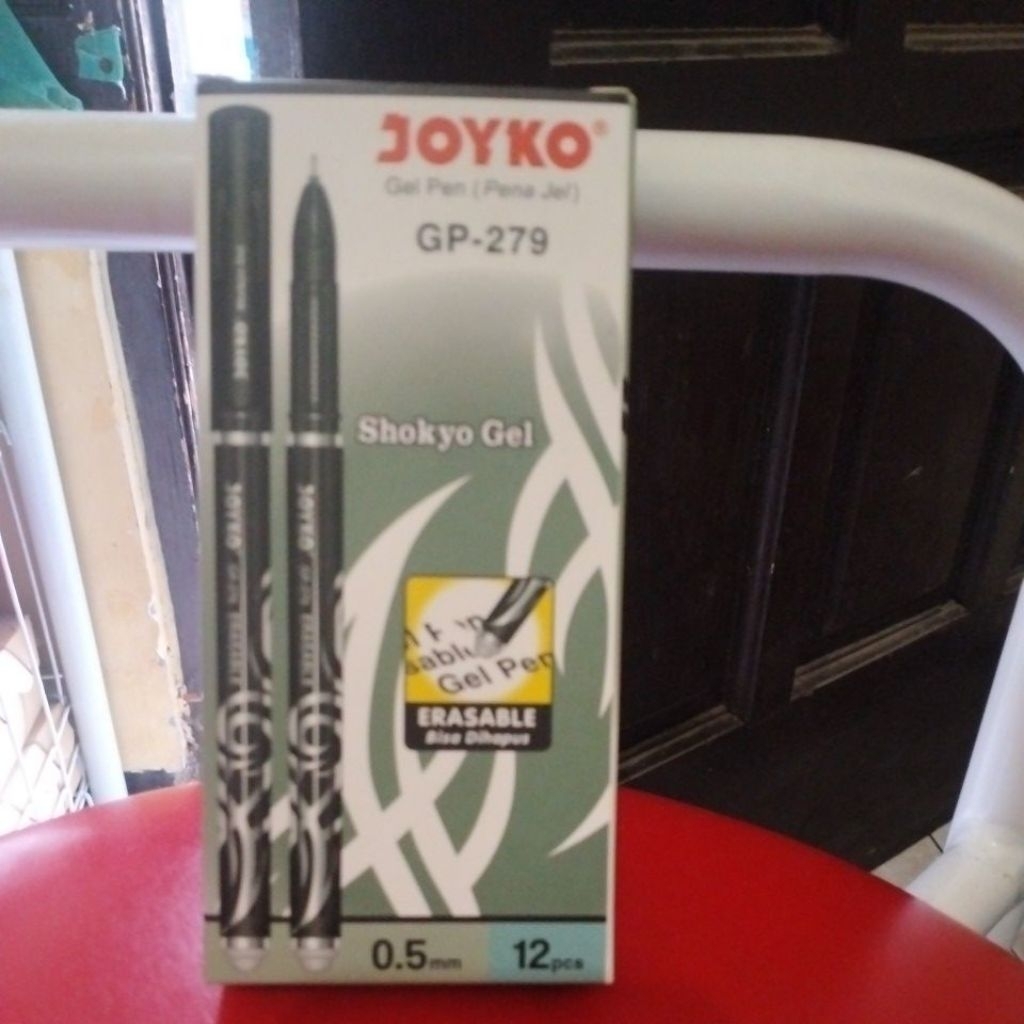 JOYKO®
Gel Pen (Pena Jel)
GP-279
Shokyo Gel
JOYKO
JOYKO
JOYKO
Gel Pen
ERASABLE
Bisa Dihapus
0.5mm
12pcs